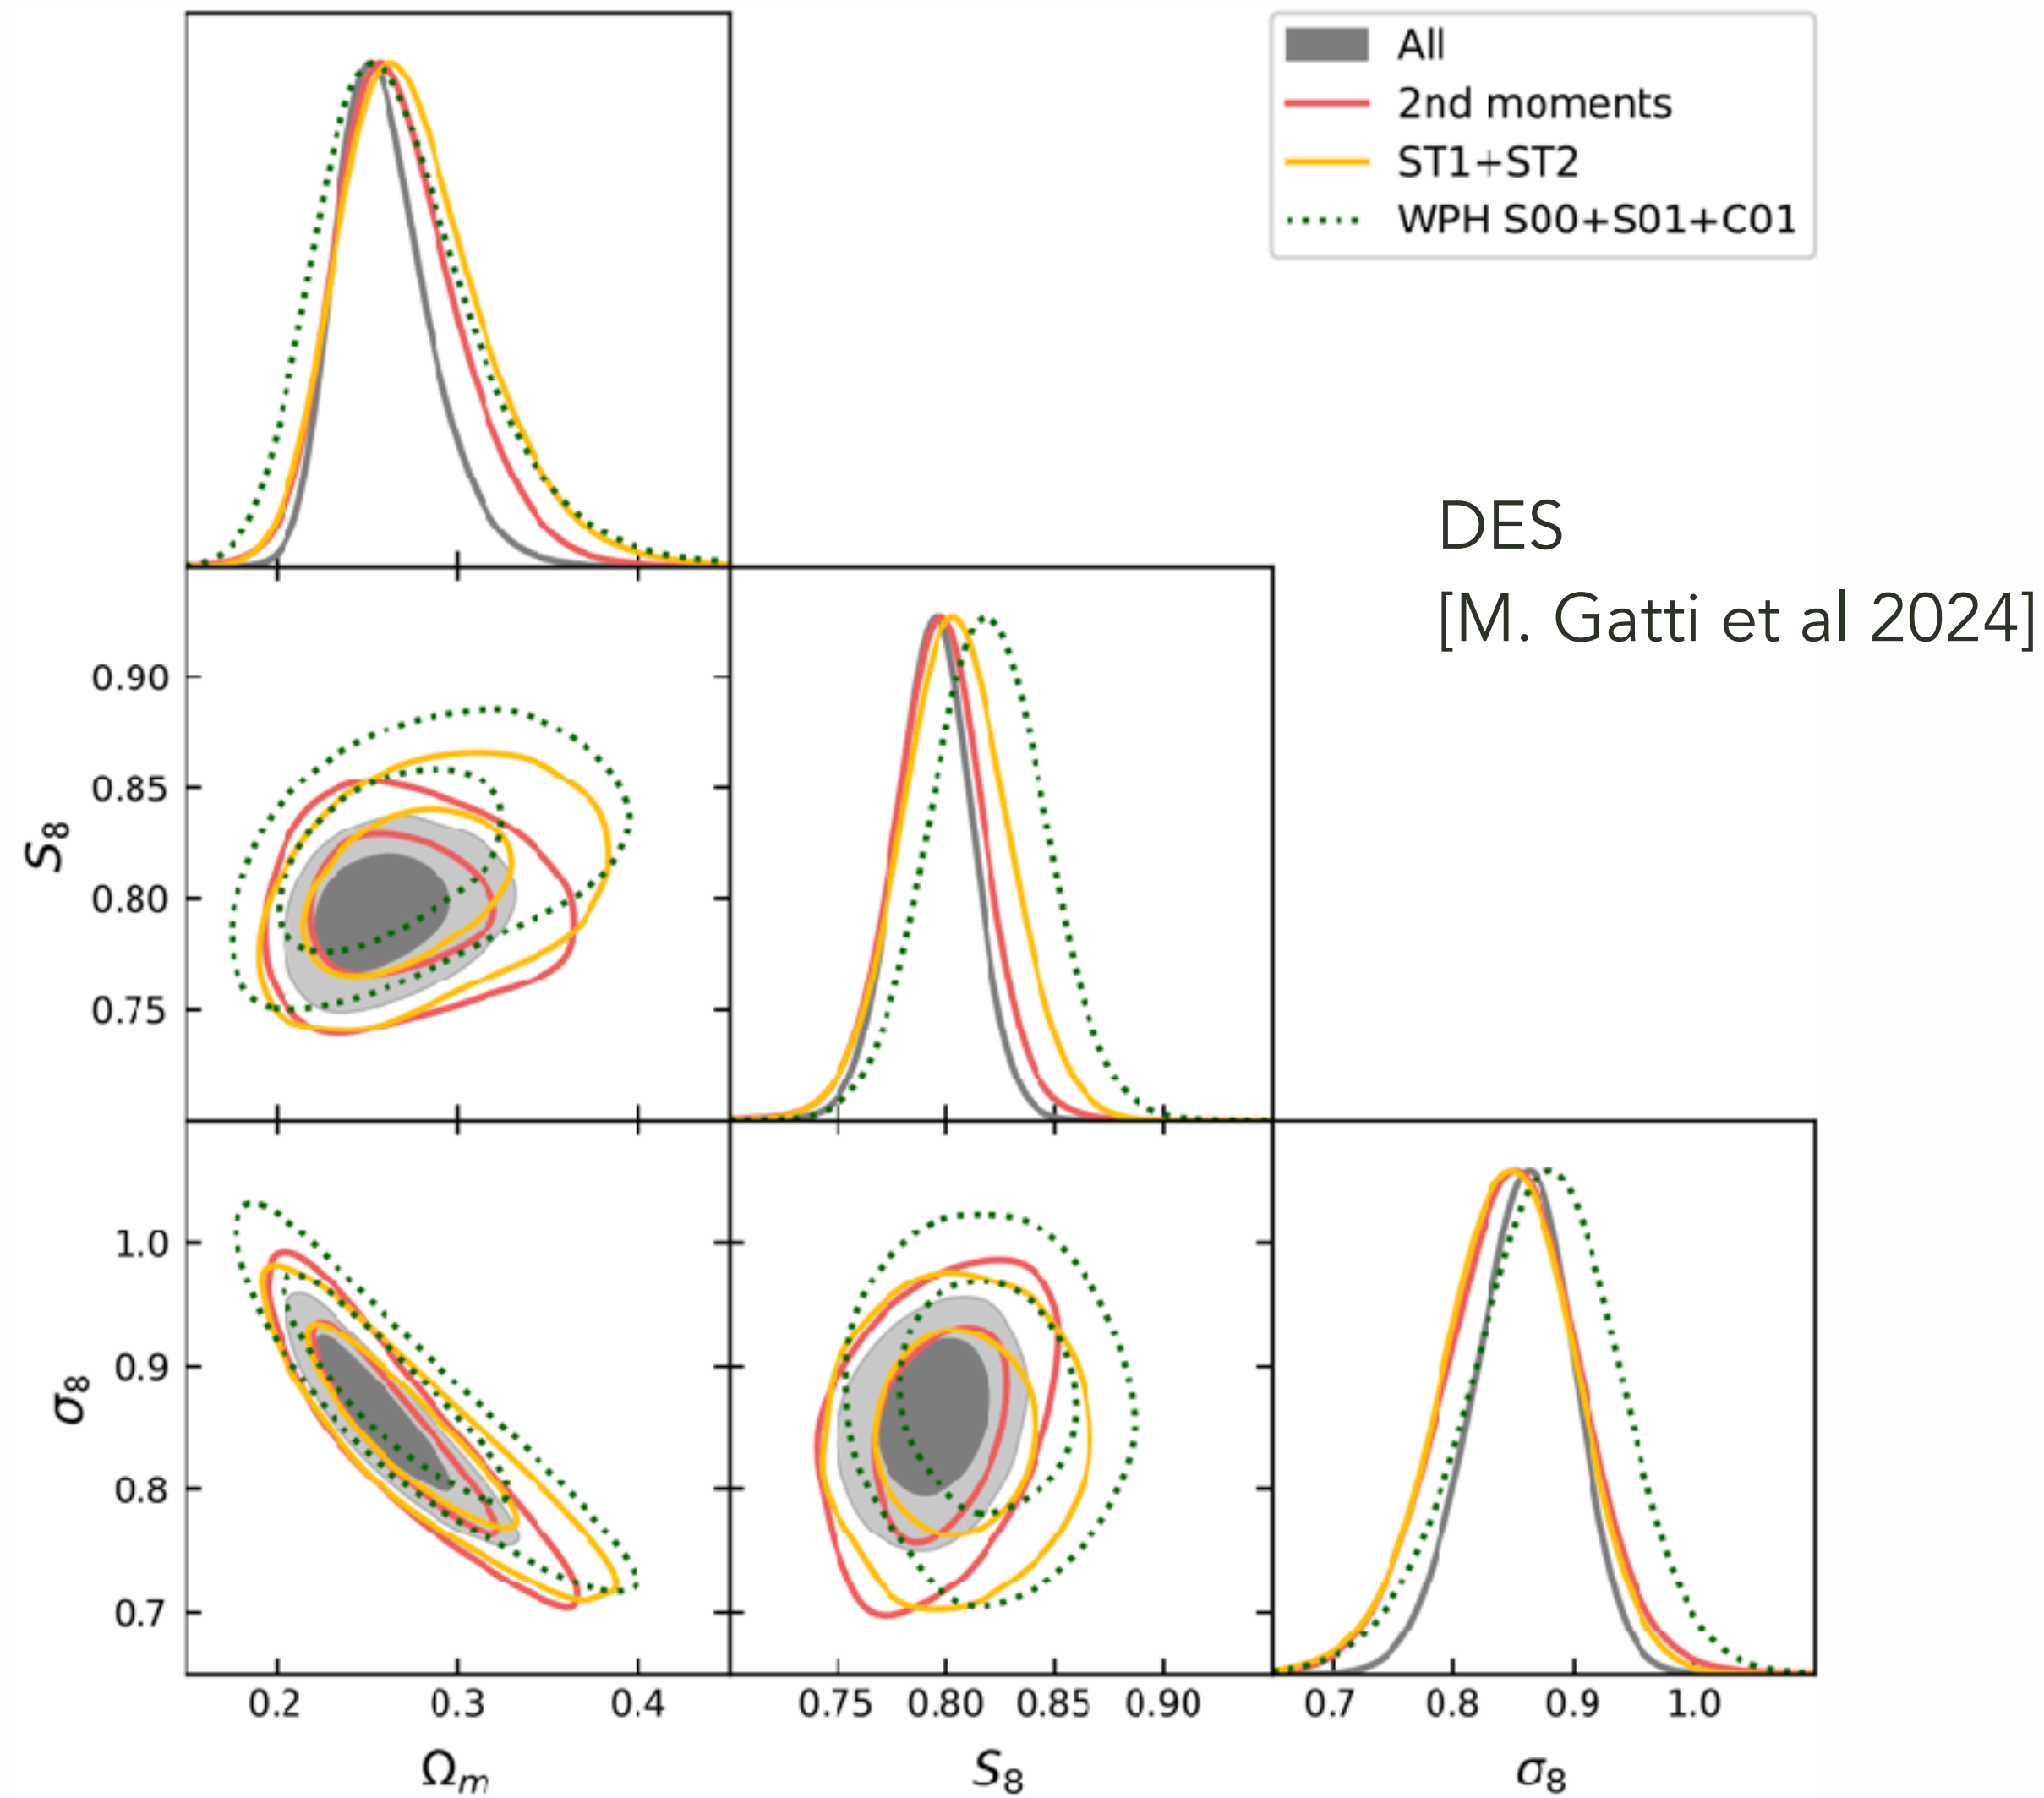 All
2nd moments
ST1+ST2
WPH S00+S01+C01
DES
[M. Gatti et al 2024]
0.90
0.85
0.80
0.75
S₈
1.0
0.9
0.8
0.7
σ₈
0.2 0.3 0.4 0.75 0.80 0.85 0.90 0.7 0.8 0.9 1.0
Ωₘ S₈ σ₈